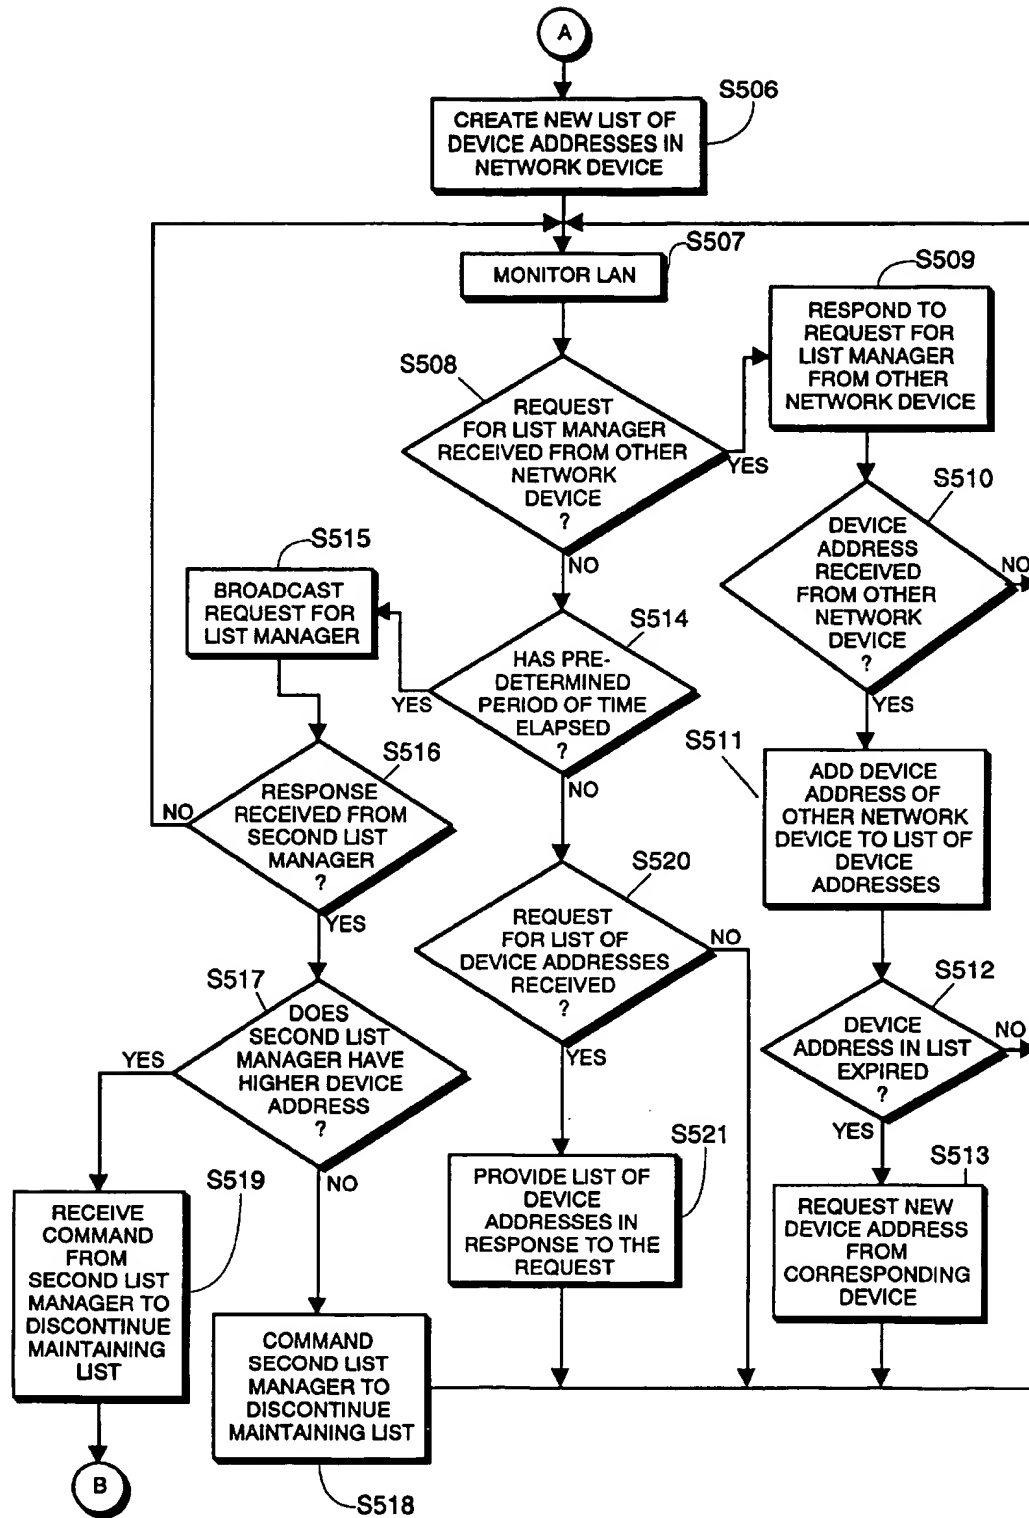 A
S506
CREATE NEW LIST OF
DEVICE ADDRESSES IN
NETWORK DEVICE
S507
MONITOR LAN
S508
REQUEST
FOR LIST MANAGER
RECEIVED FROM OTHER
NETWORK
DEVICE
?
YES
NO
S509
RESPOND TO
REQUEST FOR
LIST MANAGER
FROM OTHER
NETWORK DEVICE
S510
DEVICE
ADDRESS
RECEIVED
FROM OTHER
NETWORK
DEVICE
?
NO
YES
S511
ADD DEVICE
ADDRESS OF
OTHER NETWORK
DEVICE TO LIST OF
DEVICE
ADDRESSES
S512
DEVICE
ADDRESS IN LIST
EXPIRED
?
NO
YES
S513
REQUEST NEW
DEVICE ADDRESS
FROM
CORRESPONDING
DEVICE
S514
HAS PRE-
DETERMINED
PERIOD OF TIME
ELAPSED
?
YES
NO
S515
BROADCAST
REQUEST FOR
LIST MANAGER
S516
RESPONSE
RECEIVED FROM
SECOND LIST
MANAGER
?
NO
YES
S517
DOES
SECOND LIST
MANAGER HAVE
HIGHER DEVICE
ADDRESS
?
YES
NO
S519
RECEIVE
COMMAND
FROM
SECOND LIST
MANAGER TO
DISCONTINUE
MAINTAINING
LIST
B
COMMAND
SECOND LIST
MANAGER TO
DISCONTINUE
MAINTAINING LIST
S518
S520
REQUEST
FOR LIST OF
DEVICE ADDRESSES
RECEIVED
?
NO
YES
S521
PROVIDE LIST OF
DEVICE
ADDRESSES IN
RESPONSE TO THE
REQUEST